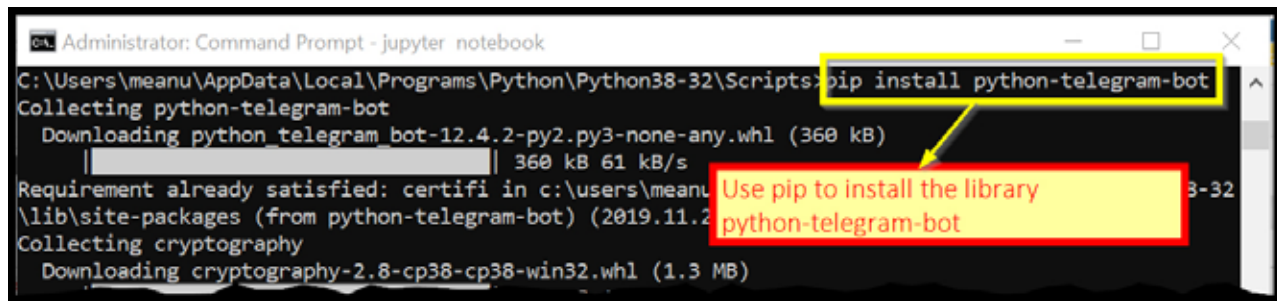 Administrator: Command Prompt - jupyter notebook
C:\Users\meanu\AppData\Local\Programs\Python\Python38-32\Scripts>pip install python-telegram-bot
Collecting python-telegram-bot
Downloading python_telegram_bot-12.4.2-py2.py3-none-any.whl (360 kB)
| 360 kB 61 kB/s
Requirement already satisfied: certifi in c:\users\meanu 3-32
\lib\site-packages (from python-telegram-bot) (2019.11.2
Use pip to install the library
python-telegram-bot
Collecting cryptography
Downloading cryptography-2.8-cp38-cp38-win32.whl (1.3 MB)